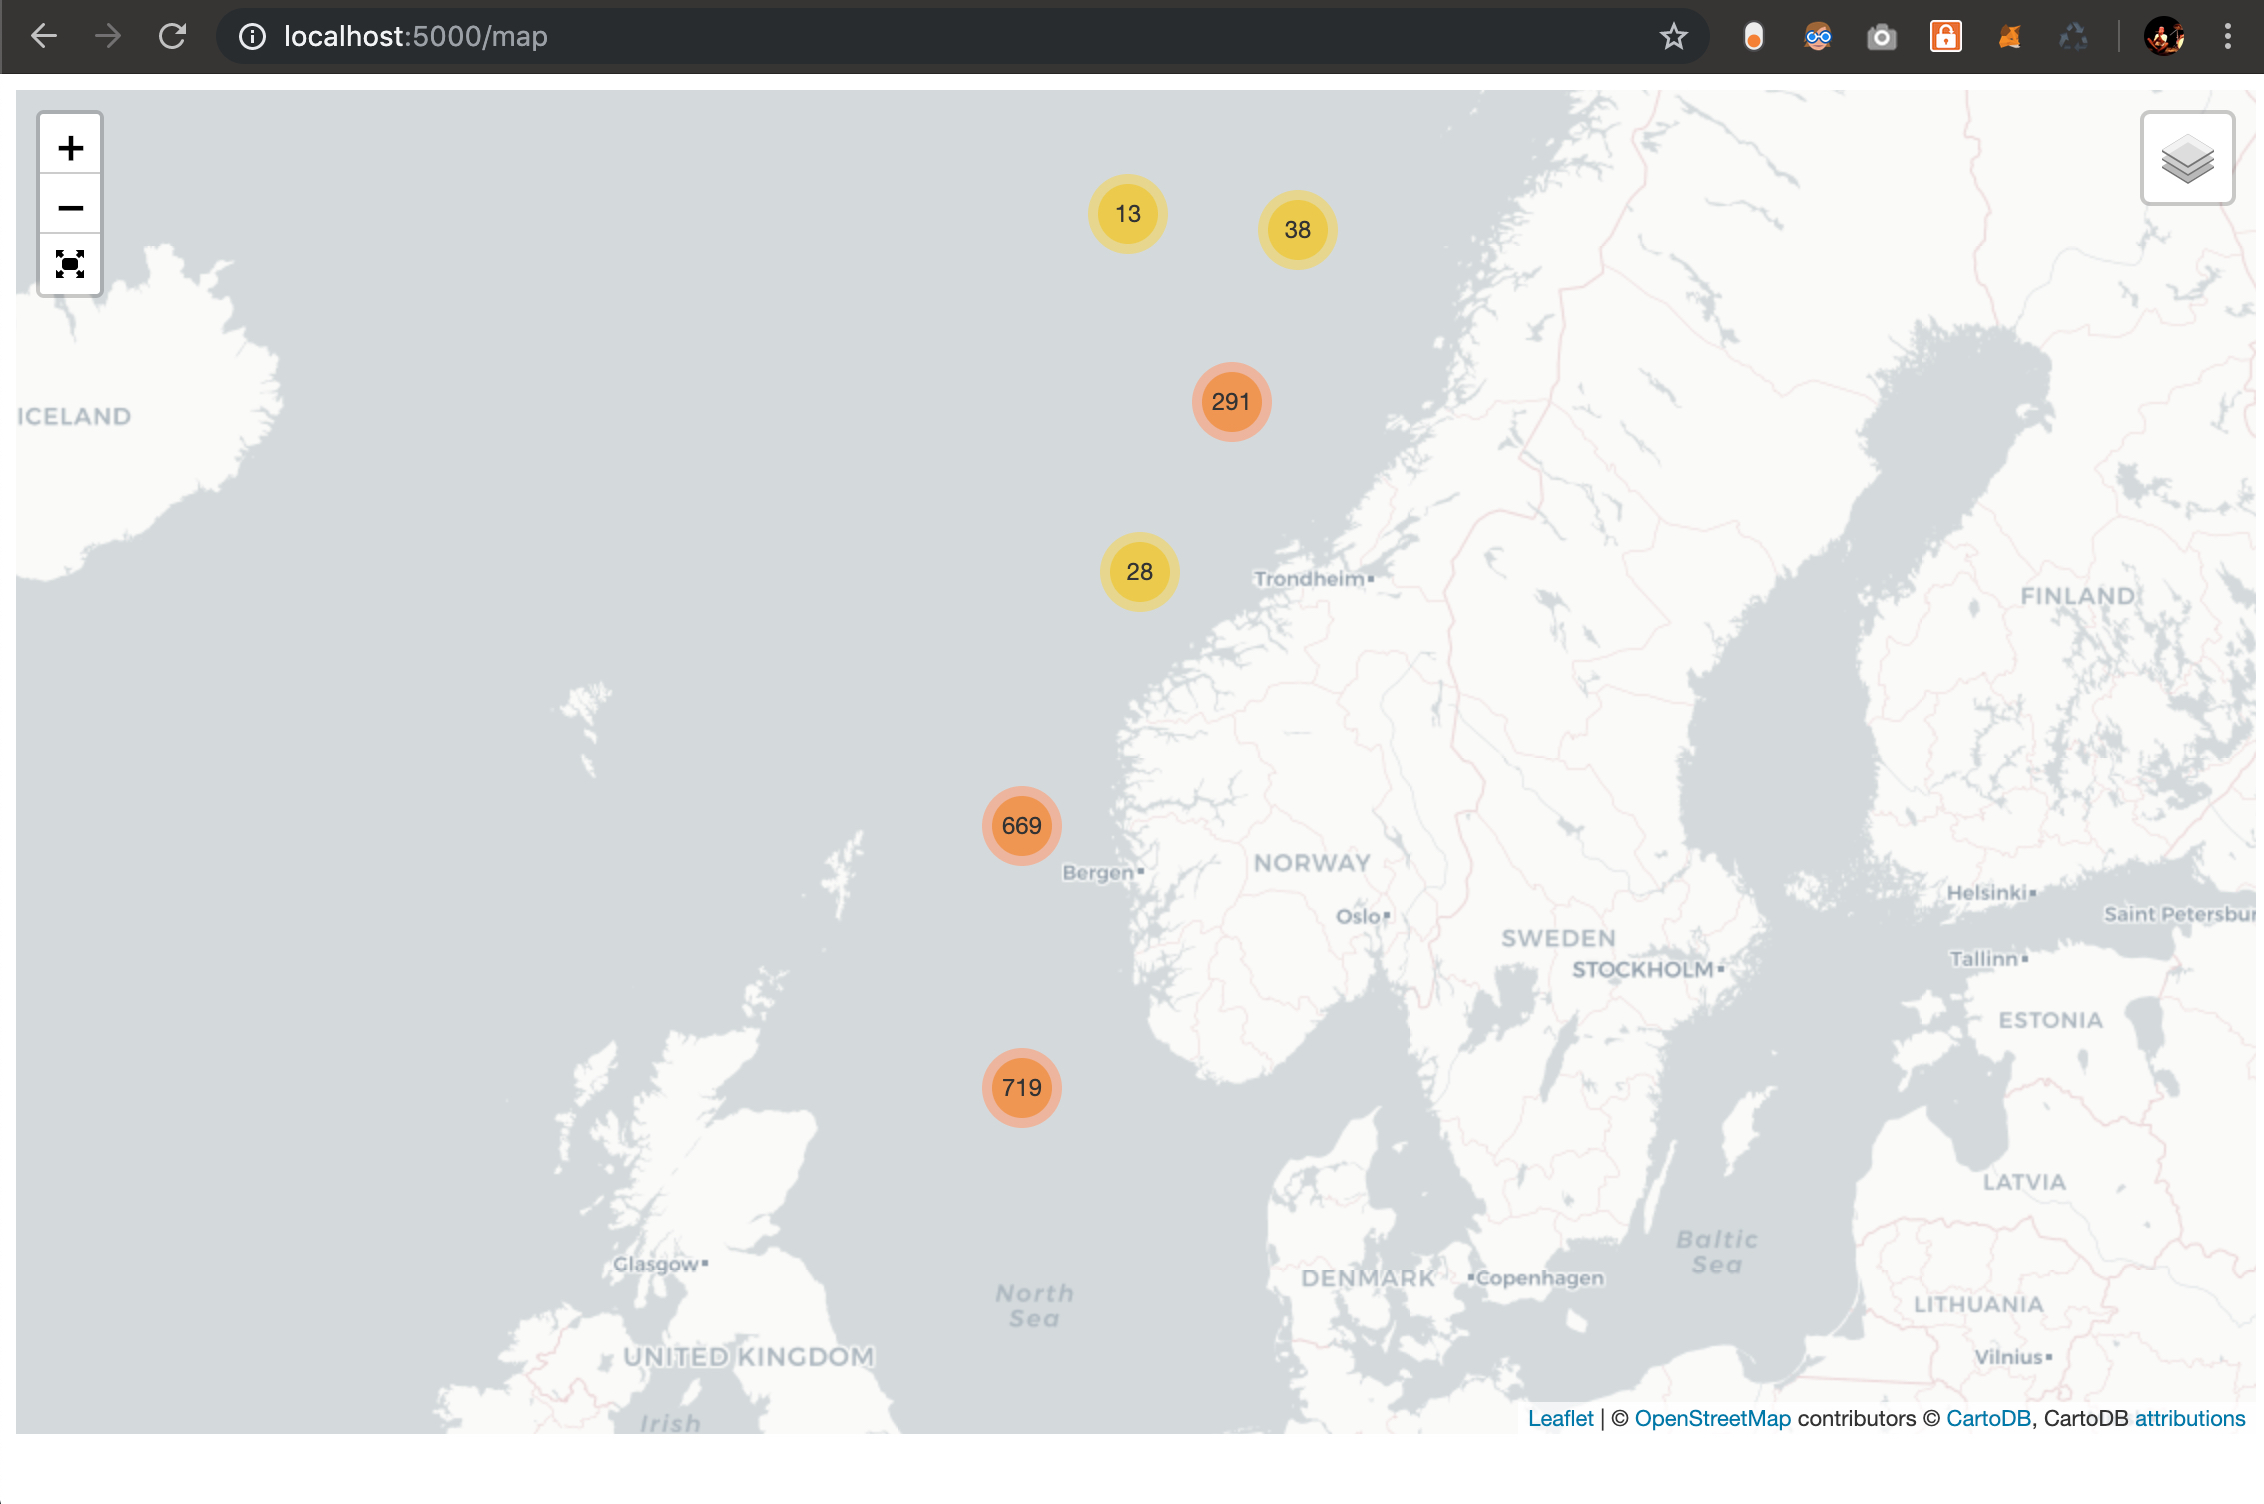 localhost:5000/map
+
−
13
38
291
ICELAND
28
Trondheim
FINLAND
669
Bergen
NORWAY
Oslo
Helsinki
Saint Petersbur
SWEDEN
STOCKHOLM
Tallinn
ESTONIA
719
LATVIA
Baltic
Sea
Glasgow
DENMARK
Copenhagen
North
Sea
LITHUANIA
UNITED KINGDOM
Vilnius
Irish
Leaflet | © OpenStreetMap contributors © CartoDB, CartoDB attributions